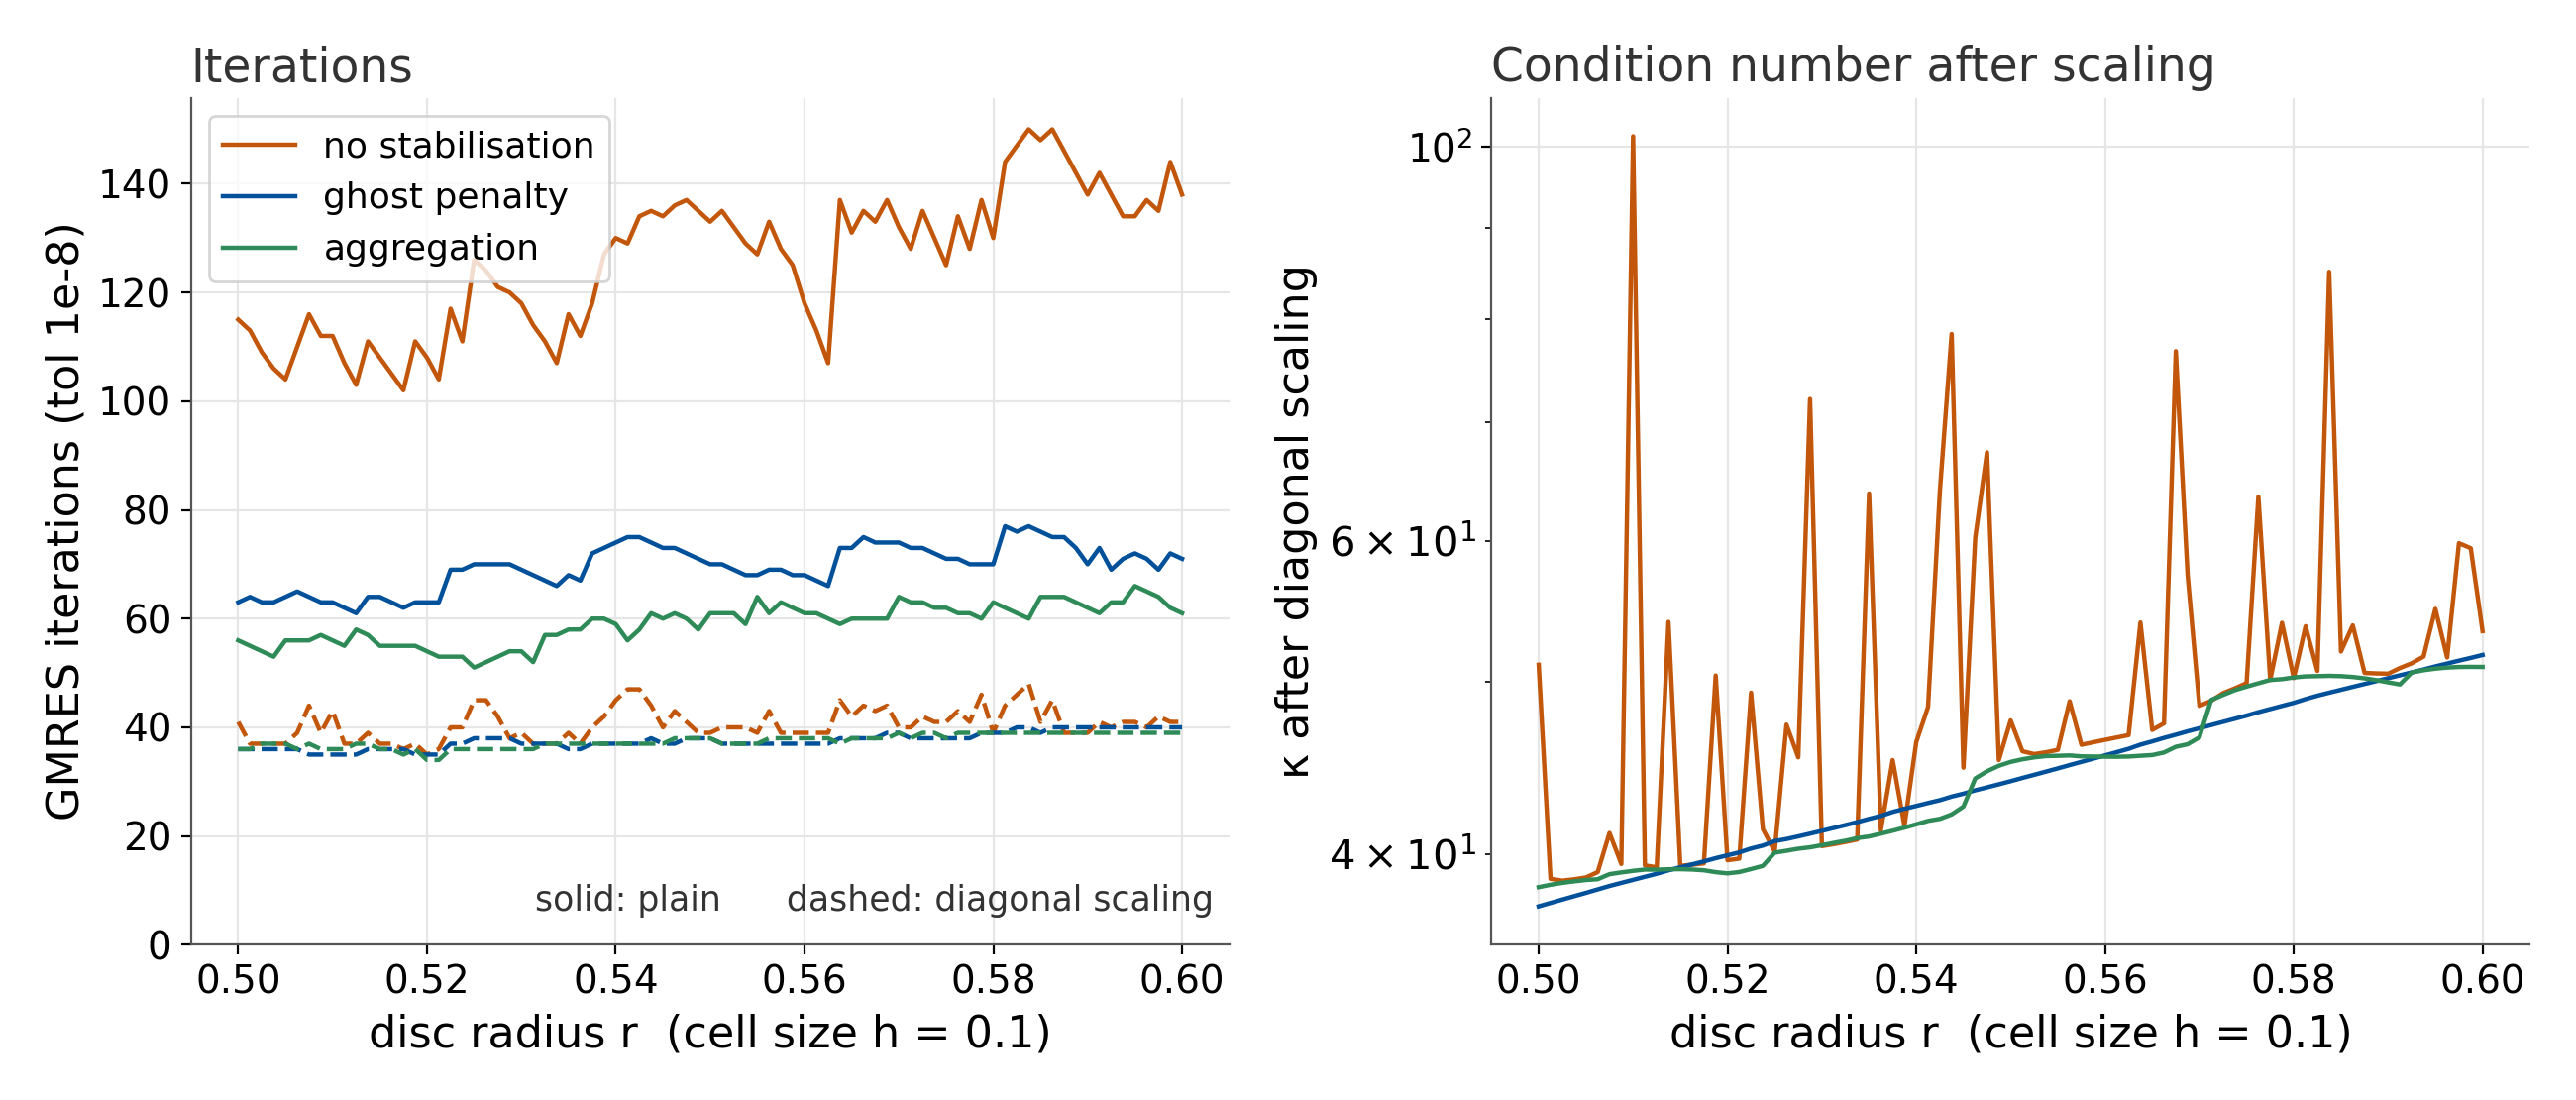 Iterations
GMRES iterations (tol 1e-8)
140
120
100
80
60
40
20
0
no stabilisation
ghost penalty
aggregation
solid: plain
dashed: diagonal scaling
0.50
0.52
0.54
0.56
0.58
0.60
disc radius r (cell size h = 0.1)
Condition number after scaling
κ after diagonal scaling
10²
6 × 10¹
4 × 10¹
0.50
0.52
0.54
0.56
0.58
0.60
disc radius r (cell size h = 0.1)